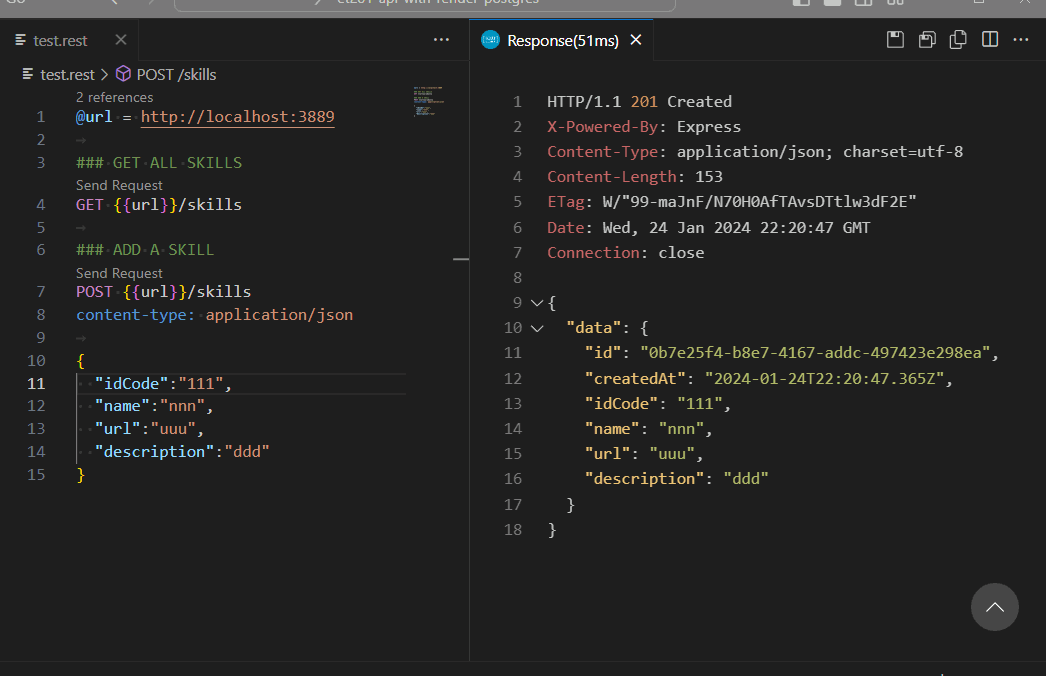 Go
et201-api-with-render-postgres
test.rest
test.rest > POST /skills
2 references
1 @url = http://localhost:3889
2
3 ### GET ALL SKILLS
Send Request
4 GET {{url}}/skills
5
6 ### ADD A SKILL
Send Request
7 POST {{url}}/skills
8 content-type: application/json
9
10 {
11 "idCode":"111",
12 "name":"nnn",
13 "url":"uuu",
14 "description":"ddd"
15 }
Response(51ms)
1 HTTP/1.1 201 Created
2 X-Powered-By: Express
3 Content-Type: application/json; charset=utf-8
4 Content-Length: 153
5 ETag: W/"99-maJnF/N70H0AfTAvsDTtlw3dF2E"
6 Date: Wed, 24 Jan 2024 22:20:47 GMT
7 Connection: close
8
9 {
10 "data": {
11 "id": "0b7e25f4-b8e7-4167-addc-497423e298ea",
12 "createdAt": "2024-01-24T22:20:47.365Z",
13 "idCode": "111",
14 "name": "nnn",
15 "url": "uuu",
16 "description": "ddd"
17 }
18 }